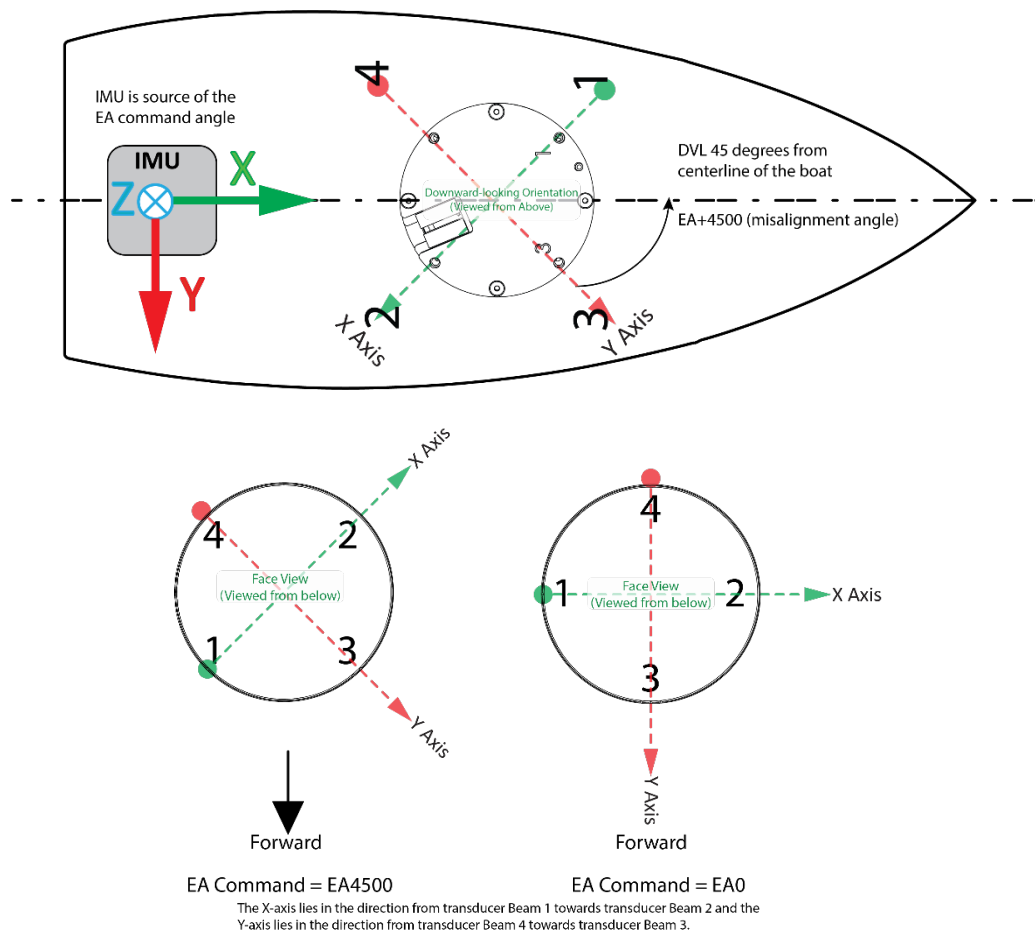 IMU is source of the
EA command angle
IMU
X
Z
Y
4
1
1
DVL 45 degrees from
centerline of the boat
Downward-looking Orientation
(Viewed from Above)
EA+4500 (misalignment angle)
3
2
X Axis
3
Y Axis
X Axis
4
2
Face View
(Viewed from below)
1
3
Y Axis
Forward
EA Command = EA4500
4
1
Face View
(Viewed from below)
2
X Axis
3
Y Axis
Forward
EA Command = EA0
The X-axis lies in the direction from transducer Beam 1 towards transducer Beam 2 and the
Y-axis lies in the direction from transducer Beam 4 towards transducer Beam 3.